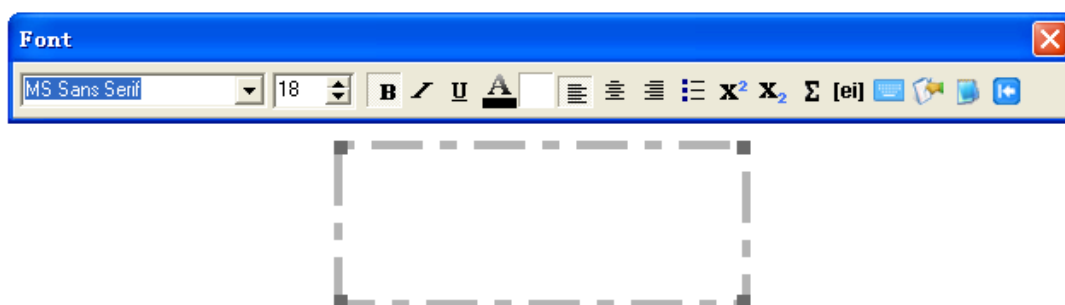 Font
MS Sans Serif 18 B I U A X² X₂ Σ [ei]